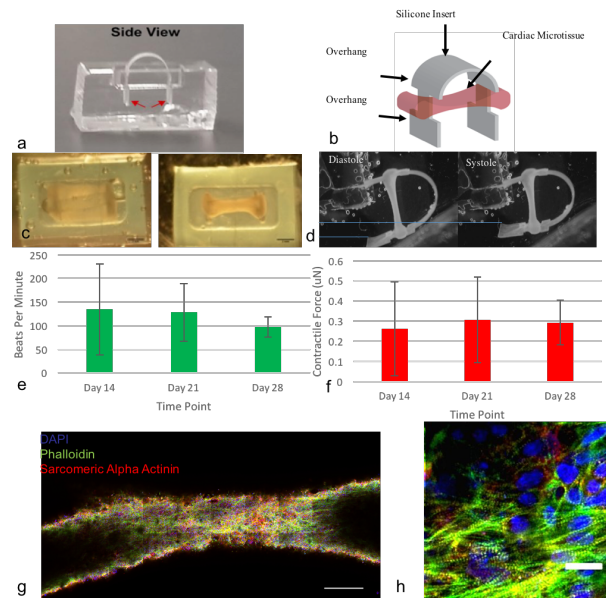 Side View
a
Silicone Insert
Cardiac Microtissue
Overhang
Overhang
b
c
Diastole
Systole
d
250
200
150
100
50
0
Beats Per Minute
Day 14
Day 21
Day 28
Time Point
e
0.6
0.5
0.4
0.3
0.2
0.1
0
Contractile Force (uN)
Day 14
Day 21
Day 28
Time Point
f
DAPI
Phalloidin
Sarcomeric Alpha Actinin
g
h